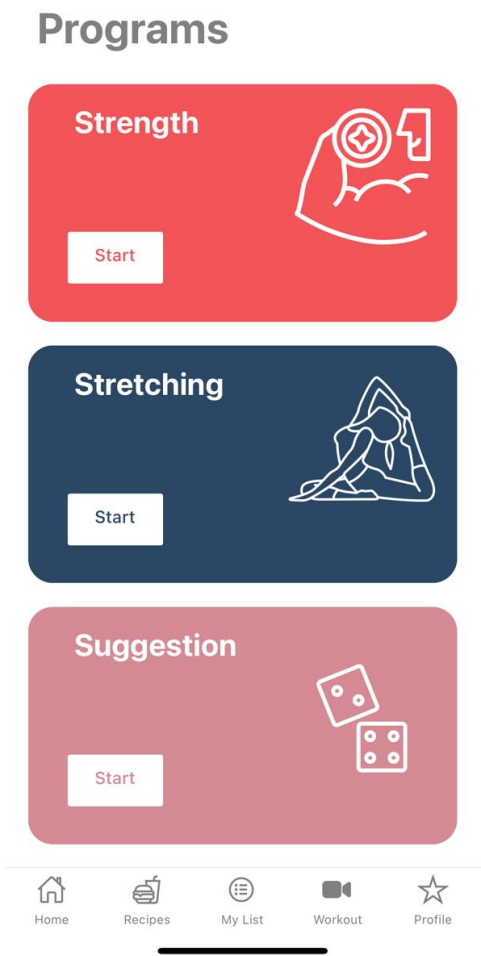 Programs
Strength
Start
Stretching
Start
Suggestion
Start
Home Recipes My List Workout Profile